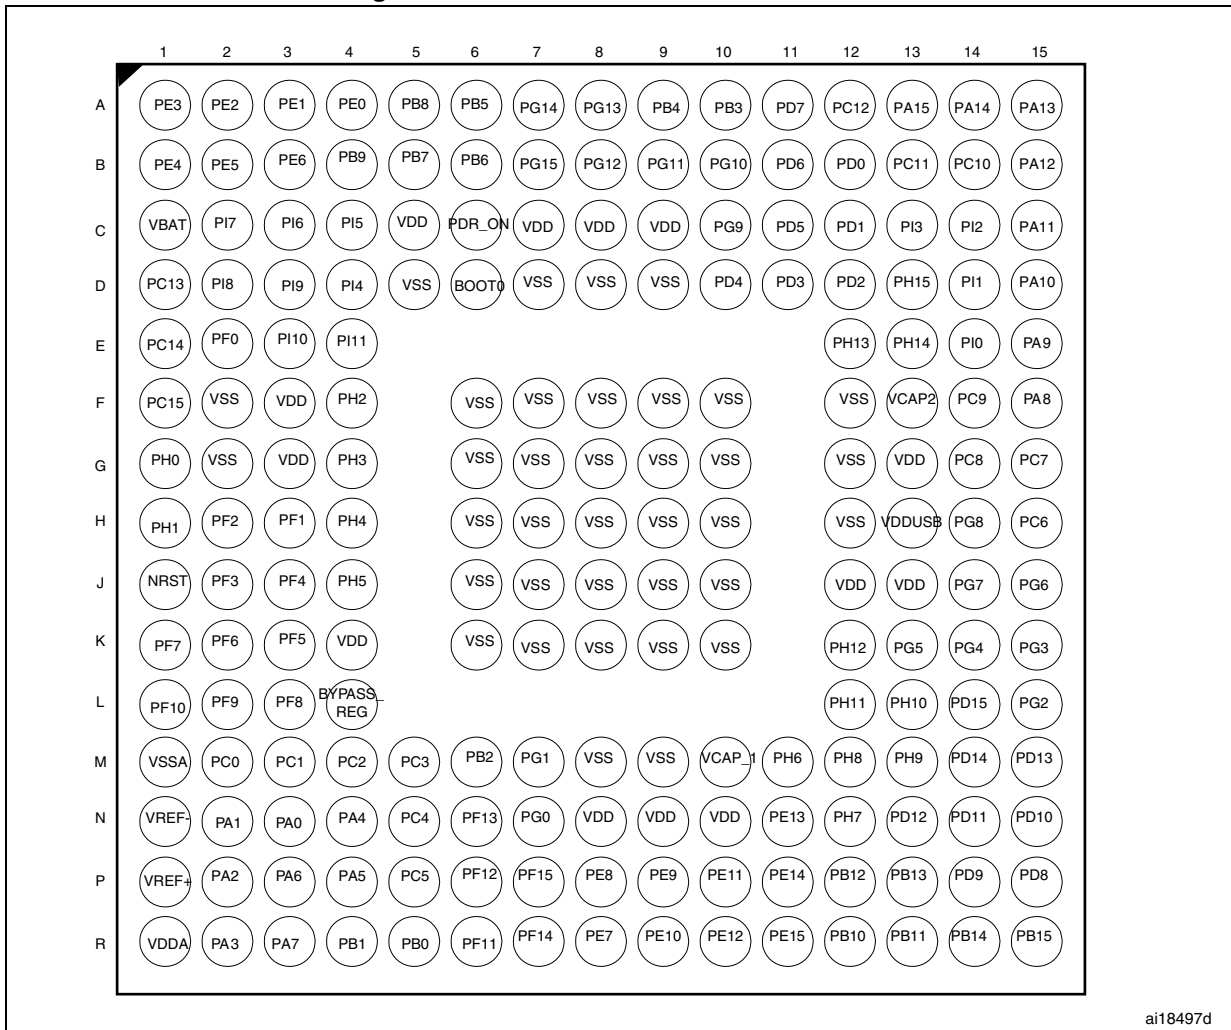 1 2 3 4 5 6 7 8 9 10 11 12 13 14 15
A PE3 PE2 PE1 PE0 PB8 PB5 PG14 PG13 PB4 PB3 PD7 PC12 PA15 PA14 PA13
B PE4 PE5 PE6 PB9 PB7 PB6 PG15 PG12 PG11 PG10 PD6 PD0 PC11 PC10 PA12
C VBAT PI7 PI6 PI5 VDD PDR_ON VDD VDD VDD PG9 PD5 PD1 PI3 PI2 PA11
D PC13 PI8 PI9 PI4 VSS BOOT0 VSS VSS VSS PD4 PD3 PD2 PH15 PI1 PA10
E PC14 PF0 PI10 PI11 PH13 PH14 PI0 PA9
F PC15 VSS VDD PH2 VSS VSS VSS VSS VSS VSS VCAP2 PC9 PA8
G PH0 VSS VDD PH3 VSS VSS VSS VSS VSS VSS VDD PC8 PC7
H PH1 PF2 PF1 PH4 VSS VSS VSS VSS VSS VSS VDDUSB PG8 PC6
J NRST PF3 PF4 PH5 VSS VSS VSS VSS VSS VDD VDD PG7 PG6
K PF7 PF6 PF5 VDD VSS VSS VSS VSS VSS PH12 PG5 PG4 PG3
L PF10 PF9 PF8 BYPASS_REG PH11 PH10 PD15 PG2
M VSSA PC0 PC1 PC2 PC3 PB2 PG1 VSS VSS VCAP_1 PH6 PH8 PH9 PD14 PD13
N VREF- PA1 PA0 PA4 PC4 PF13 PG0 VDD VDD VDD PE13 PH7 PD12 PD11 PD10
P VREF+ PA2 PA6 PA5 PC5 PF12 PF15 PE8 PE9 PE11 PE14 PB12 PB13 PD9 PD8
R VDDA PA3 PA7 PB1 PB0 PF11 PF14 PE7 PE10 PE12 PE15 PB10 PB11 PB14 PB15
ai18497d